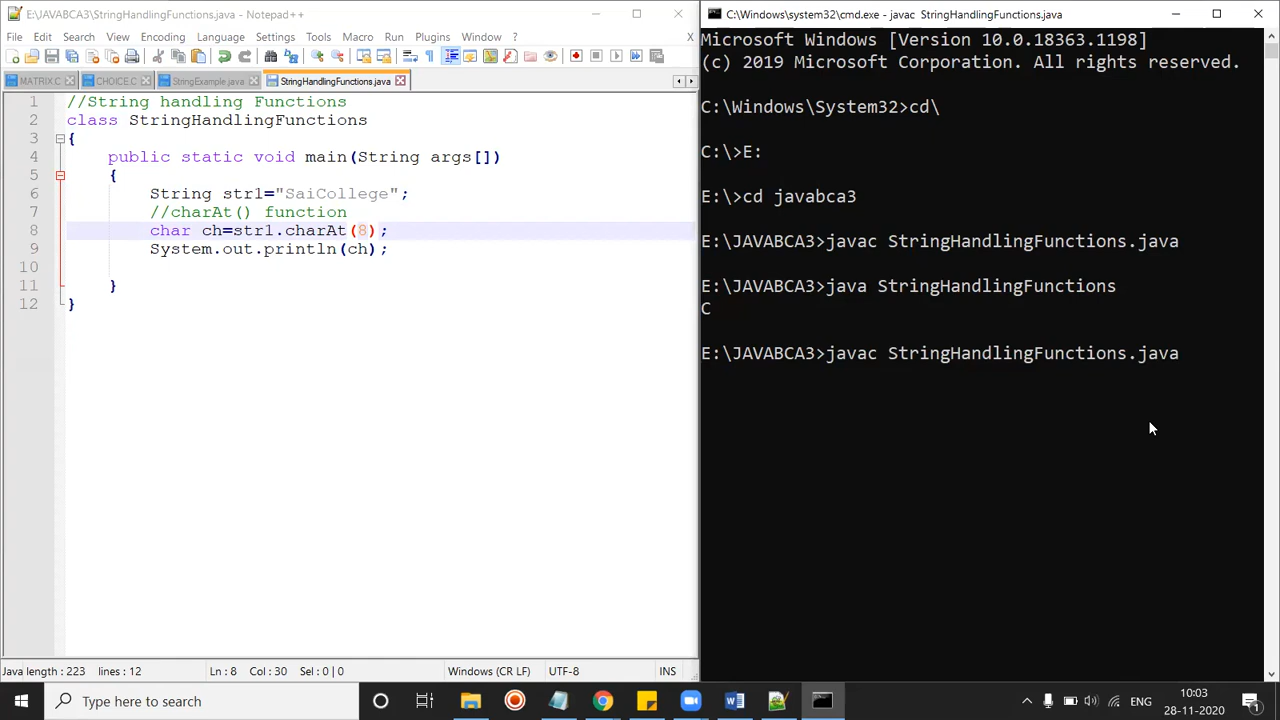 E:\JAVABCA3\StringHandlingFunctions.java - Notepad++
File Edit Search View Encoding Language Settings Tools Macro Run Plugins Window ?
MATRIX.C CHOICE.C StringExample.java StringHandlingFunctions.java
1 //String handling Functions
2 class StringHandlingFunctions
3 {
4 public static void main(String args[])
5 {
6 String str1="SaiCollege";
7 //charAt() function
8 char ch=str1.charAt(8);
9 System.out.println(ch);
10
11 }
12 }
Java length : 223 lines : 12 Ln : 8 Col : 30 Sel : 0 | 0 Windows (CR LF) UTF-8 INS
C:\Windows\system32\cmd.exe - javac StringHandlingFunctions.java
Microsoft Windows [Version 10.0.18363.1198]
(c) 2019 Microsoft Corporation. All rights reserved.
C:\Windows\System32>cd\
C:\>E:
E:\>cd javabca3
E:\JAVABCA3>javac StringHandlingFunctions.java
E:\JAVABCA3>java StringHandlingFunctions
C
E:\JAVABCA3>javac StringHandlingFunctions.java
Type here to search
ENG
10:03
28-11-2020
1